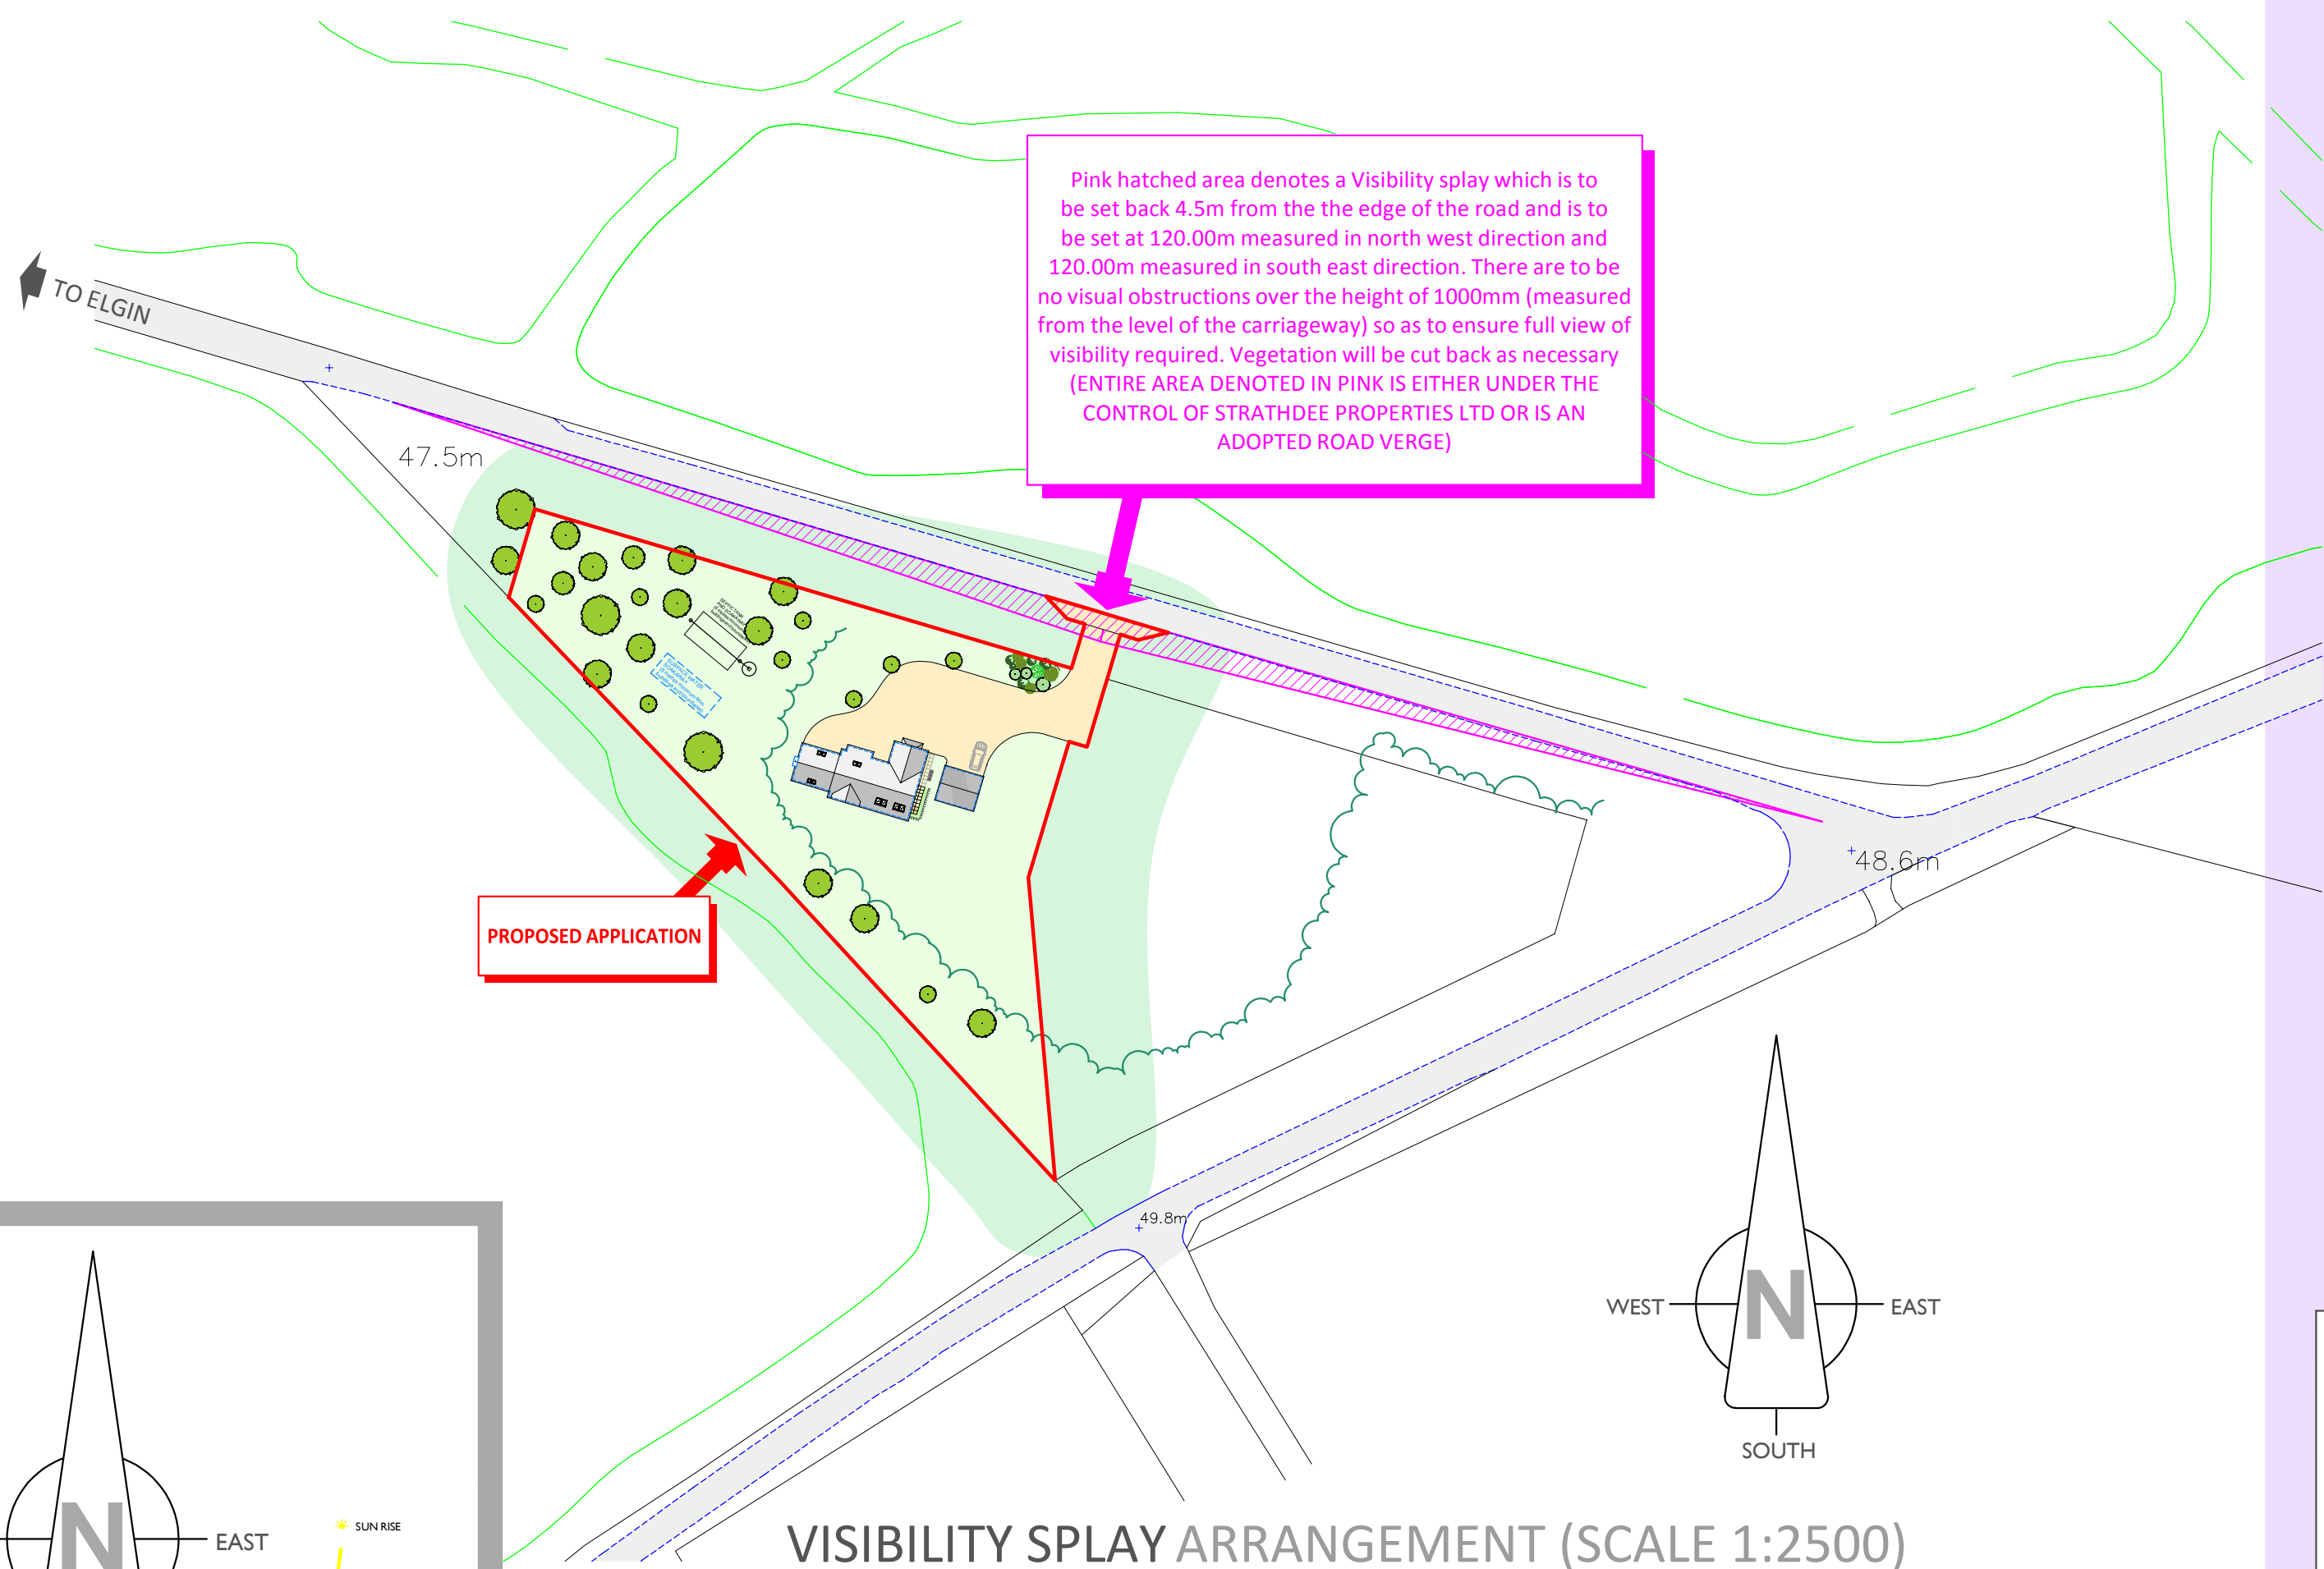 Pink hatched area denotes a Visibility splay which is to
be set back 4.5m from the the edge of the road and is to
be set at 120.00m measured in north west direction and
120.00m measured in south east direction. There are to be
no visual obstructions over the height of 1000mm (measured
from the level of the carriageway) so as to ensure full view of
visibility required. Vegetation will be cut back as necessary
(ENTIRE AREA DENOTED IN PINK IS EITHER UNDER THE
CONTROL OF STRATHDEE PROPERTIES LTD OR IS AN
ADOPTED ROAD VERGE)
TO ELGIN
47.5m
SURFACE WATER
SOAKAWAY
48.6m
PROPOSED APPLICATION
49.8m
WEST
N
EAST
SOUTH
N
EAST
SUN RISE
VISIBILITY SPLAY ARRANGEMENT (SCALE 1:2500)